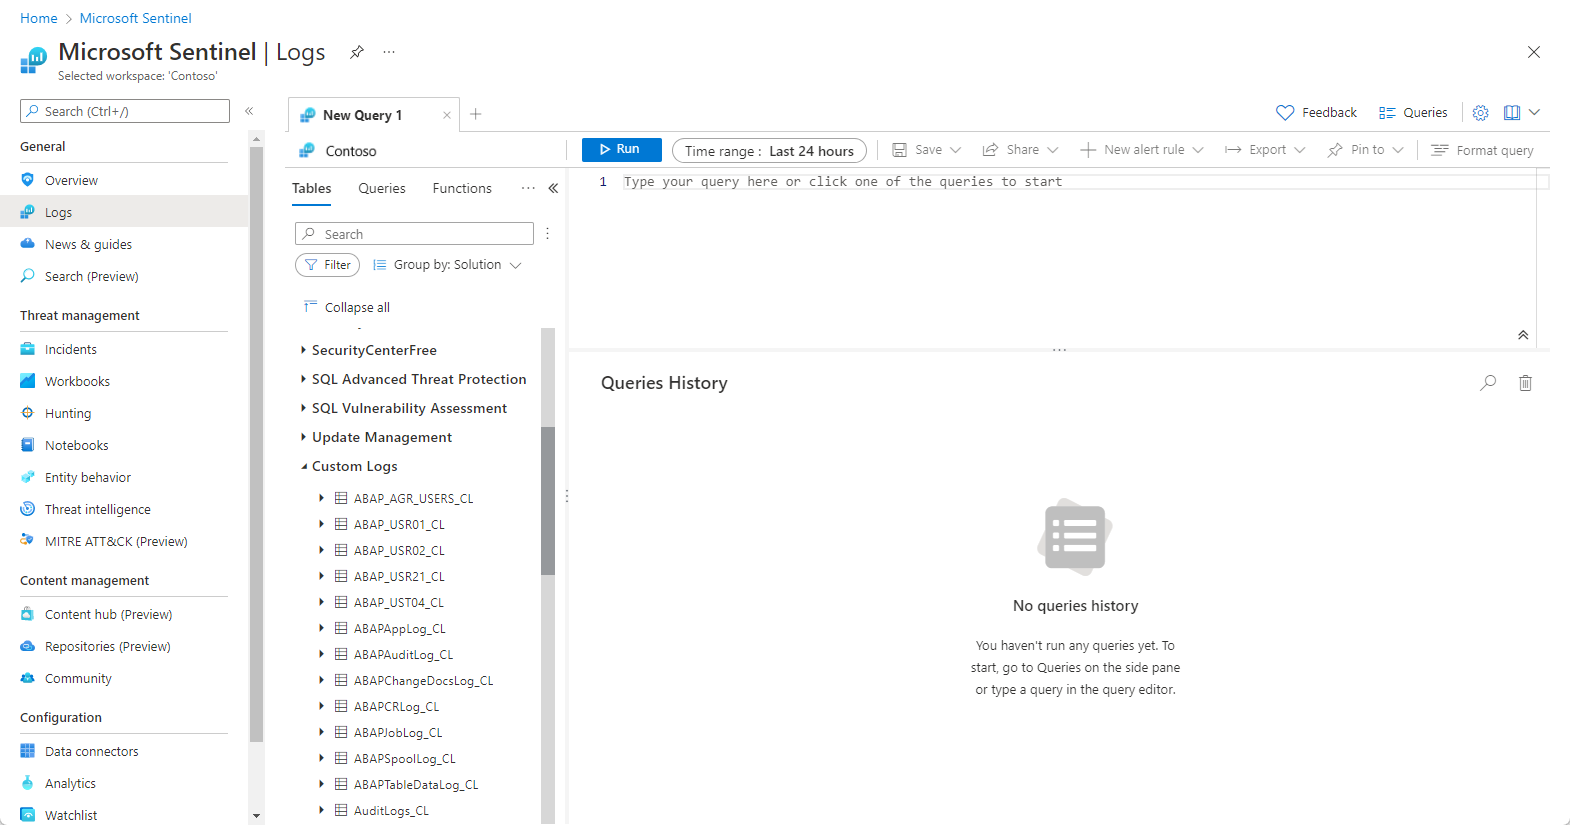 Home > Microsoft Sentinel
Microsoft Sentinel | Logs
Selected workspace: 'Contoso'
Search (Ctrl+/)
General
Overview
Logs
News & guides
Search (Preview)
Threat management
Incidents
Workbooks
Hunting
Notebooks
Entity behavior
Threat intelligence
MITRE ATT&CK (Preview)
Content management
Content hub (Preview)
Repositories (Preview)
Community
Configuration
Data connectors
Analytics
Watchlist
New Query 1
Feedback
Queries
Contoso
Run
Time range : Last 24 hours
Save
Share
New alert rule
Export
Pin to
Format query
Tables
Queries
Functions
Search
Filter
Group by: Solution
Collapse all
SecurityCenterFree
SQL Advanced Threat Protection
SQL Vulnerability Assessment
Update Management
Custom Logs
ABAP_AGR_USERS_CL
ABAP_USR01_CL
ABAP_USR02_CL
ABAP_USR21_CL
ABAP_UST04_CL
ABAPAppLog_CL
ABAPAuditLog_CL
ABAPChangeDocsLog_CL
ABAPCRLog_CL
ABAPJobLog_CL
ABAPSpoolLog_CL
ABAPTableDataLog_CL
AuditLogs_CL
1 Type your query here or click one of the queries to start
Queries History
No queries history
You haven't run any queries yet. To
start, go to Queries on the side pane
or type a query in the query editor.